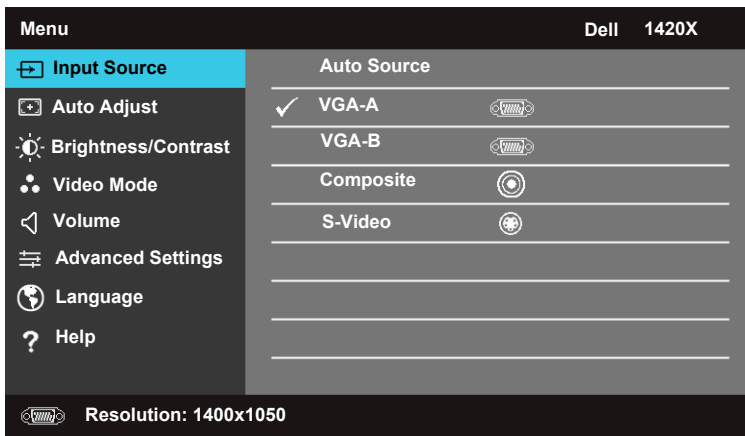 Menu
Dell 1420X
Input Source
Auto Adjust
Brightness/Contrast
Video Mode
Volume
Advanced Settings
Language
Help
Auto Source
VGA-A
VGA-B
Composite
S-Video
Resolution: 1400x1050